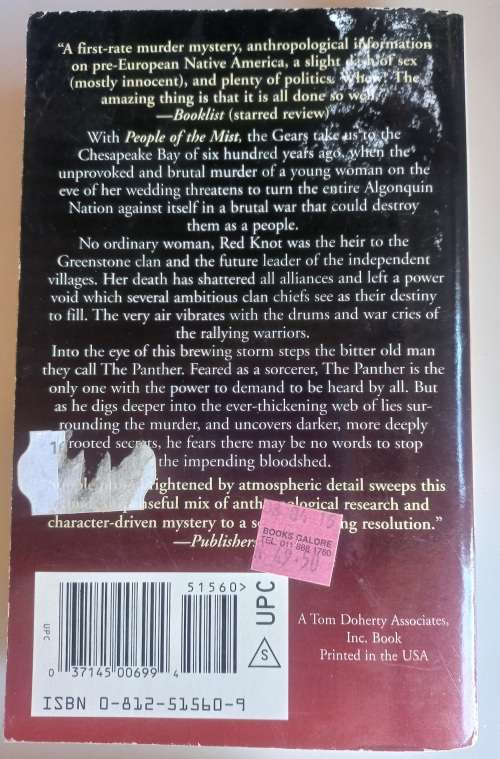 "A first-rate murder mystery, anthropological information
on pre-European Native America, a slight dash of sex
(mostly innocent), and plenty of politics. Whew! The
amazing thing is that it is all done so well."
—Booklist (starred review)
With People of the Mist, the Gears take us to the
Chesapeake Bay of six hundred years ago, when the
unprovoked and brutal murder of a young woman on the
eve of her wedding threatens to turn the entire Algonquin
Nation against itself in a brutal war that could destroy
them as a people.
No ordinary woman, Red Knot was the heir to the
Greenstone clan and the future leader of the independent
villages. Her death has shattered all alliances and left a power
void which several ambitious clan chiefs see as their destiny
to fill. The very air vibrates with the drums and war cries of
the rallying warriors.
Into the eye of this brewing storm steps the bitter old man
they call The Panther. Feared as a sorcerer, The Panther is the
only one with the power to demand to be heard by all. But
as he digs deeper into the ever-thickening web of lies sur-
rounding the murder, and uncovers darker, more deeply
rooted secrets, he fears there may be no words to stop
the impending bloodshed.
heightened by atmospheric detail sweeps this
mix of anthropological research and
character-driven mystery to a resolution."
—Publishers
BOOKS GALORE
TEL. 011 888 1780
49.50
51560>
UPC
UPC
S
0 37145 00699 4
ISBN 0-812-51560-9
A Tom Doherty Associates,
Inc. Book
Printed in the USA